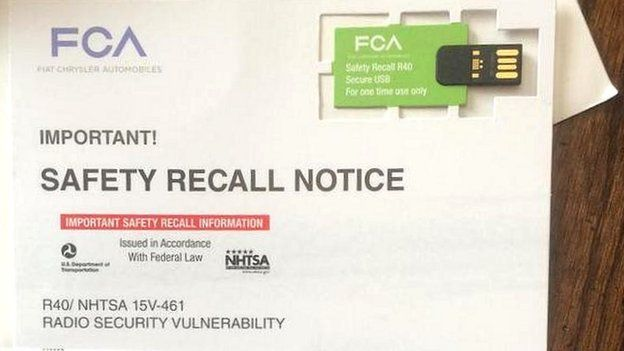 FCA
FIAT CHRYSLER AUTOMOBILES
FCA
Safety Recall R40
Secure USB
For one time use only
IMPORTANT!
SAFETY RECALL NOTICE
IMPORTANT SAFETY RECALL INFORMATION
U.S. Department of
Transportation
Issued in Accordance
With Federal Law
NHTSA
R40/ NHTSA 15V-461
RADIO SECURITY VULNERABILITY